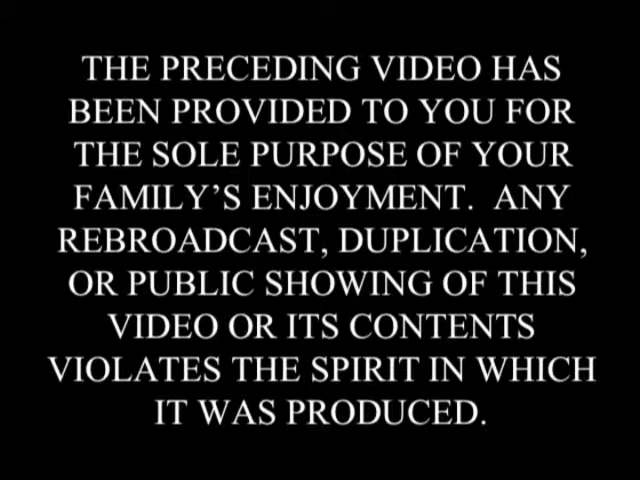 THE PRECEDING VIDEO HAS
BEEN PROVIDED TO YOU FOR
THE SOLE PURPOSE OF YOUR
FAMILY’S ENJOYMENT.  ANY
REBROADCAST, DUPLICATION,
OR PUBLIC SHOWING OF THIS
VIDEO OR ITS CONTENTS
VIOLATES THE SPIRIT IN WHICH
IT WAS PRODUCED.